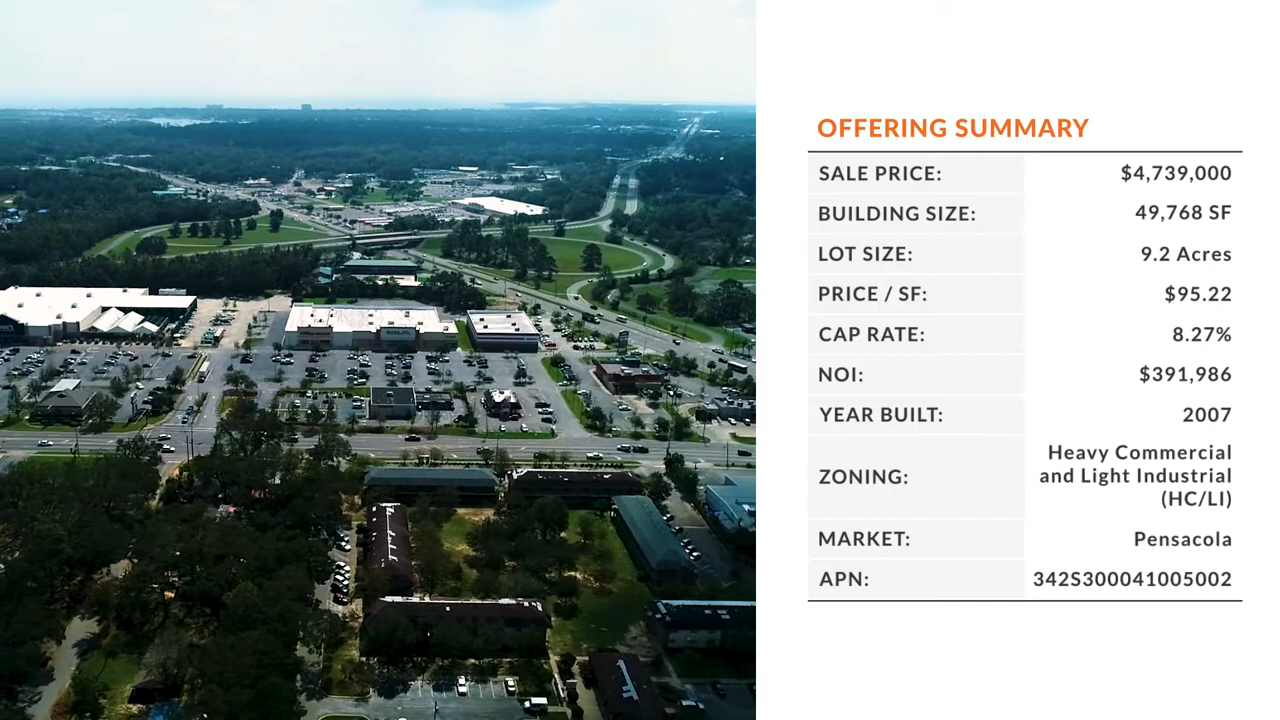 OFFERING SUMMARY
SALE PRICE: $4,739,000
BUILDING SIZE: 49,768 SF
LOT SIZE: 9.2 Acres
PRICE / SF: $95.22
CAP RATE: 8.27%
NOI: $391,986
YEAR BUILT: 2007
ZONING: Heavy Commercial
and Light Industrial
(HC/LI)
MARKET: Pensacola
APN: 342S300041005002